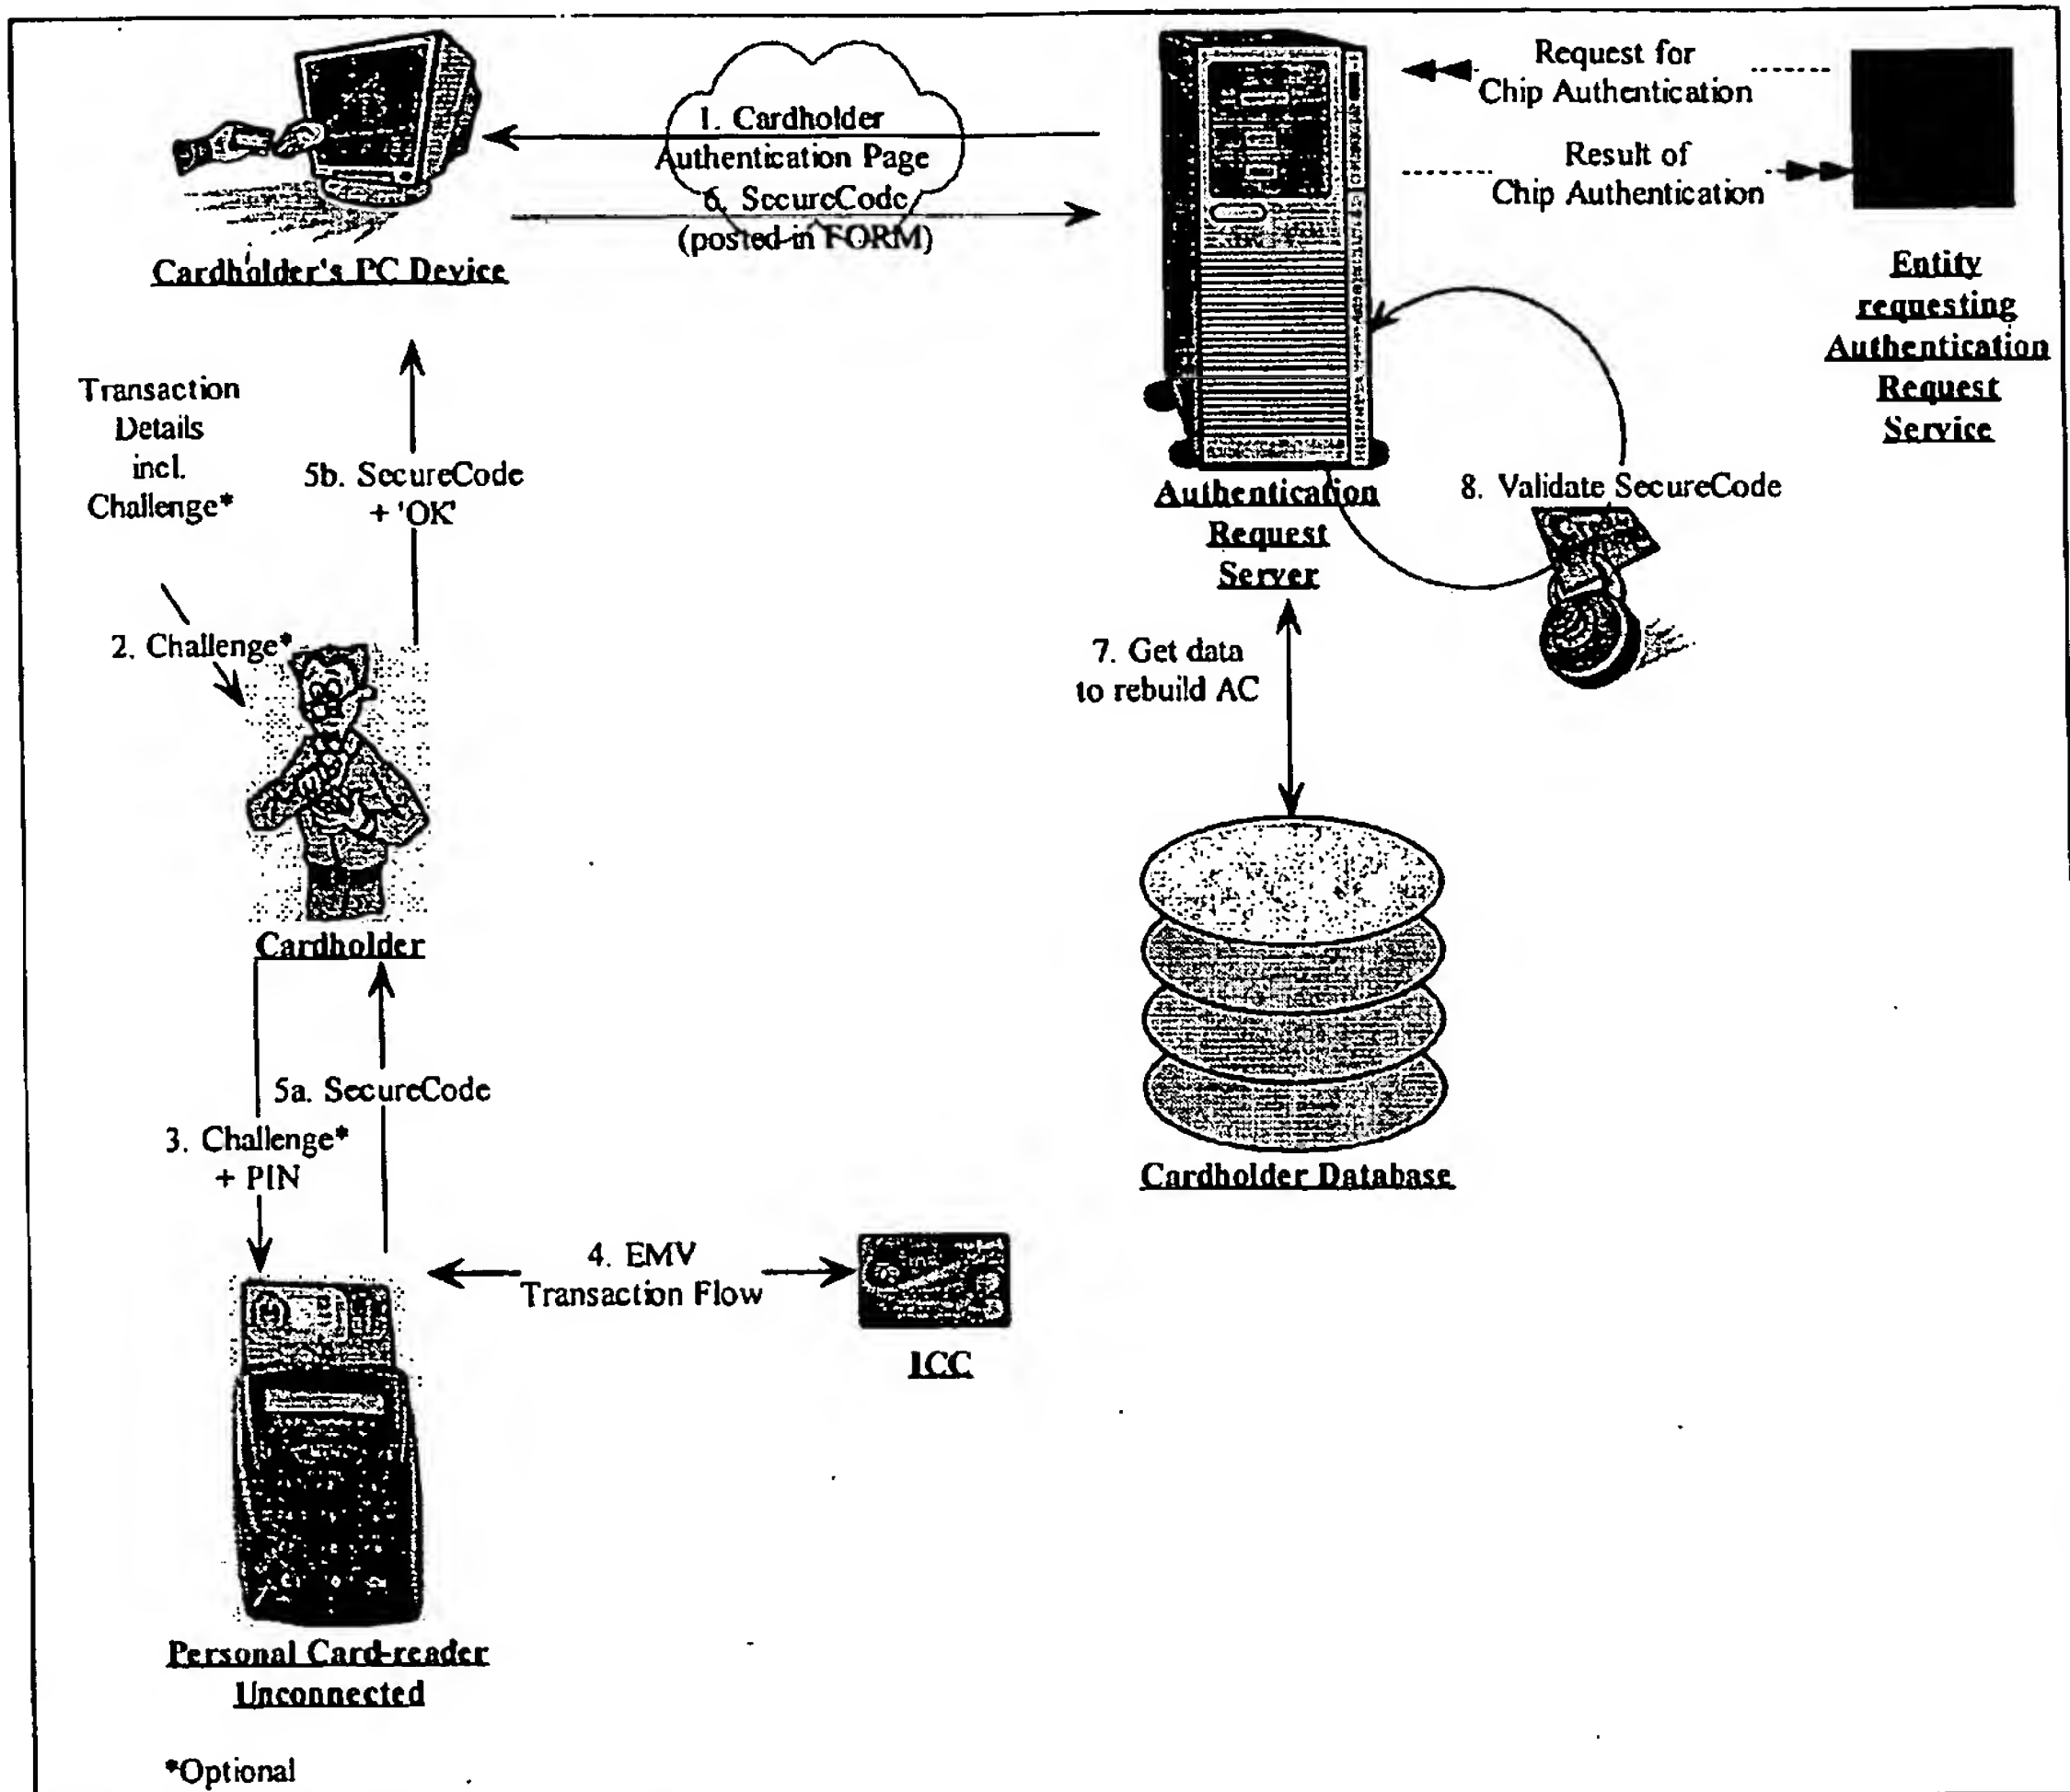 1. Cardholder
Authentication Page
6. SecureCode
(posted in FORM)
Request for
Chip Authentication
Result of
Chip Authentication
Cardholder's PC Device
Entity
requesting
Authentication
Request
Service
Transaction
Details
incl.
Challenge*
5b. SecureCode
+ 'OK'
Authentication
Request
Server
8. Validate SecureCode
2. Challenge*
7. Get data
to rebuild AC
Cardholder
5a. SecureCode
3. Challenge*
+ PIN
Cardholder Database
4. EMV
Transaction Flow
ICC
Personal Card-reader
Unconnected
*Optional